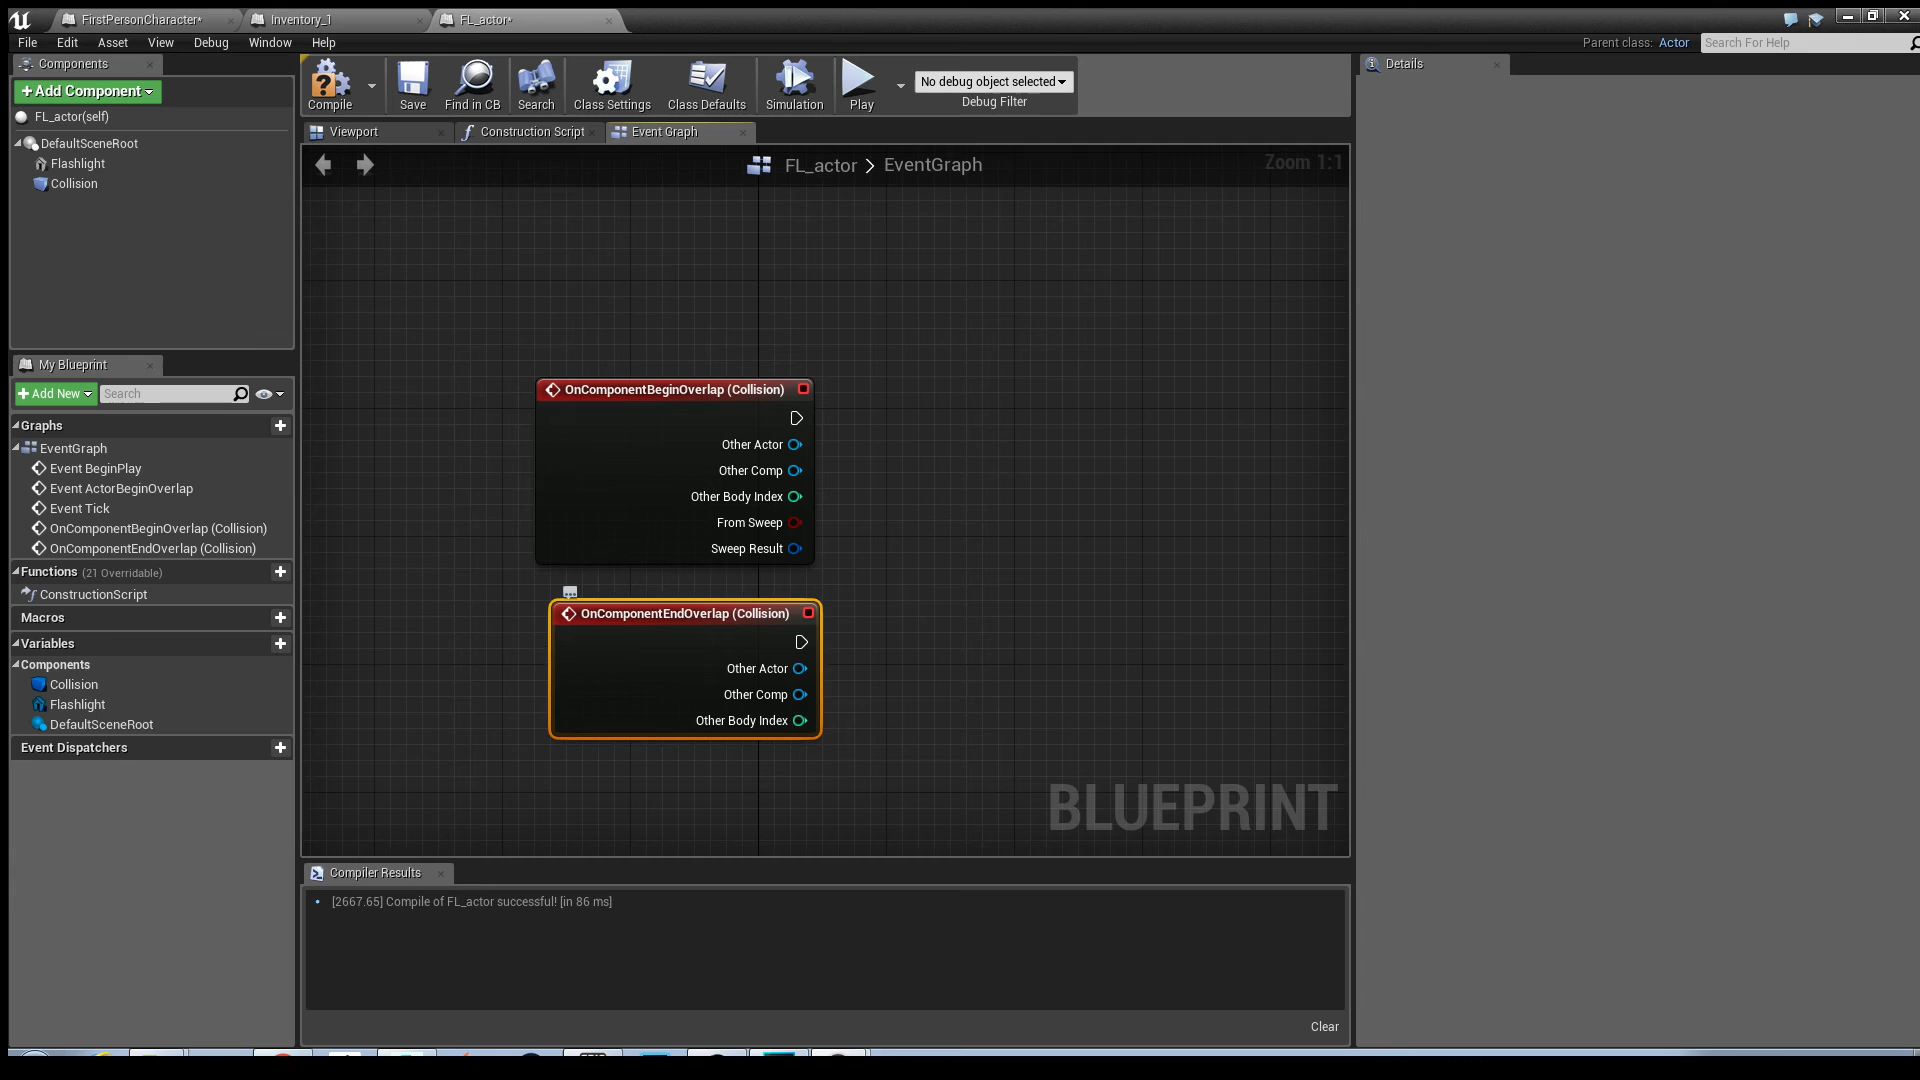 FirstPersonCharacter*
Inventory_1
FL_actor*
File Edit Asset View Debug Window Help
Parent class: Actor
Search For Help
Components
+Add Component
FL_actor(self)
DefaultSceneRoot
Flashlight
Collision
Compile
Save
Find in CB
Search
Class Settings
Class Defaults
Simulation
Play
No debug object selected
Debug Filter
Details
Viewport
Construction Script
Event Graph
FL_actor > EventGraph
Zoom 1:1
OnComponentBeginOverlap (Collision)
Other Actor
Other Comp
Other Body Index
From Sweep
Sweep Result
OnComponentEndOverlap (Collision)
Other Actor
Other Comp
Other Body Index
BLUEPRINT
My Blueprint
+Add New
Search
Graphs
EventGraph
Event BeginPlay
Event ActorBeginOverlap
Event Tick
OnComponentBeginOverlap (Collision)
OnComponentEndOverlap (Collision)
Functions (21 Overridable)
ConstructionScript
Macros
Variables
Components
Collision
Flashlight
DefaultSceneRoot
Event Dispatchers
Compiler Results
[2667.65] Compile of FL_actor successful! [in 86 ms]
Clear